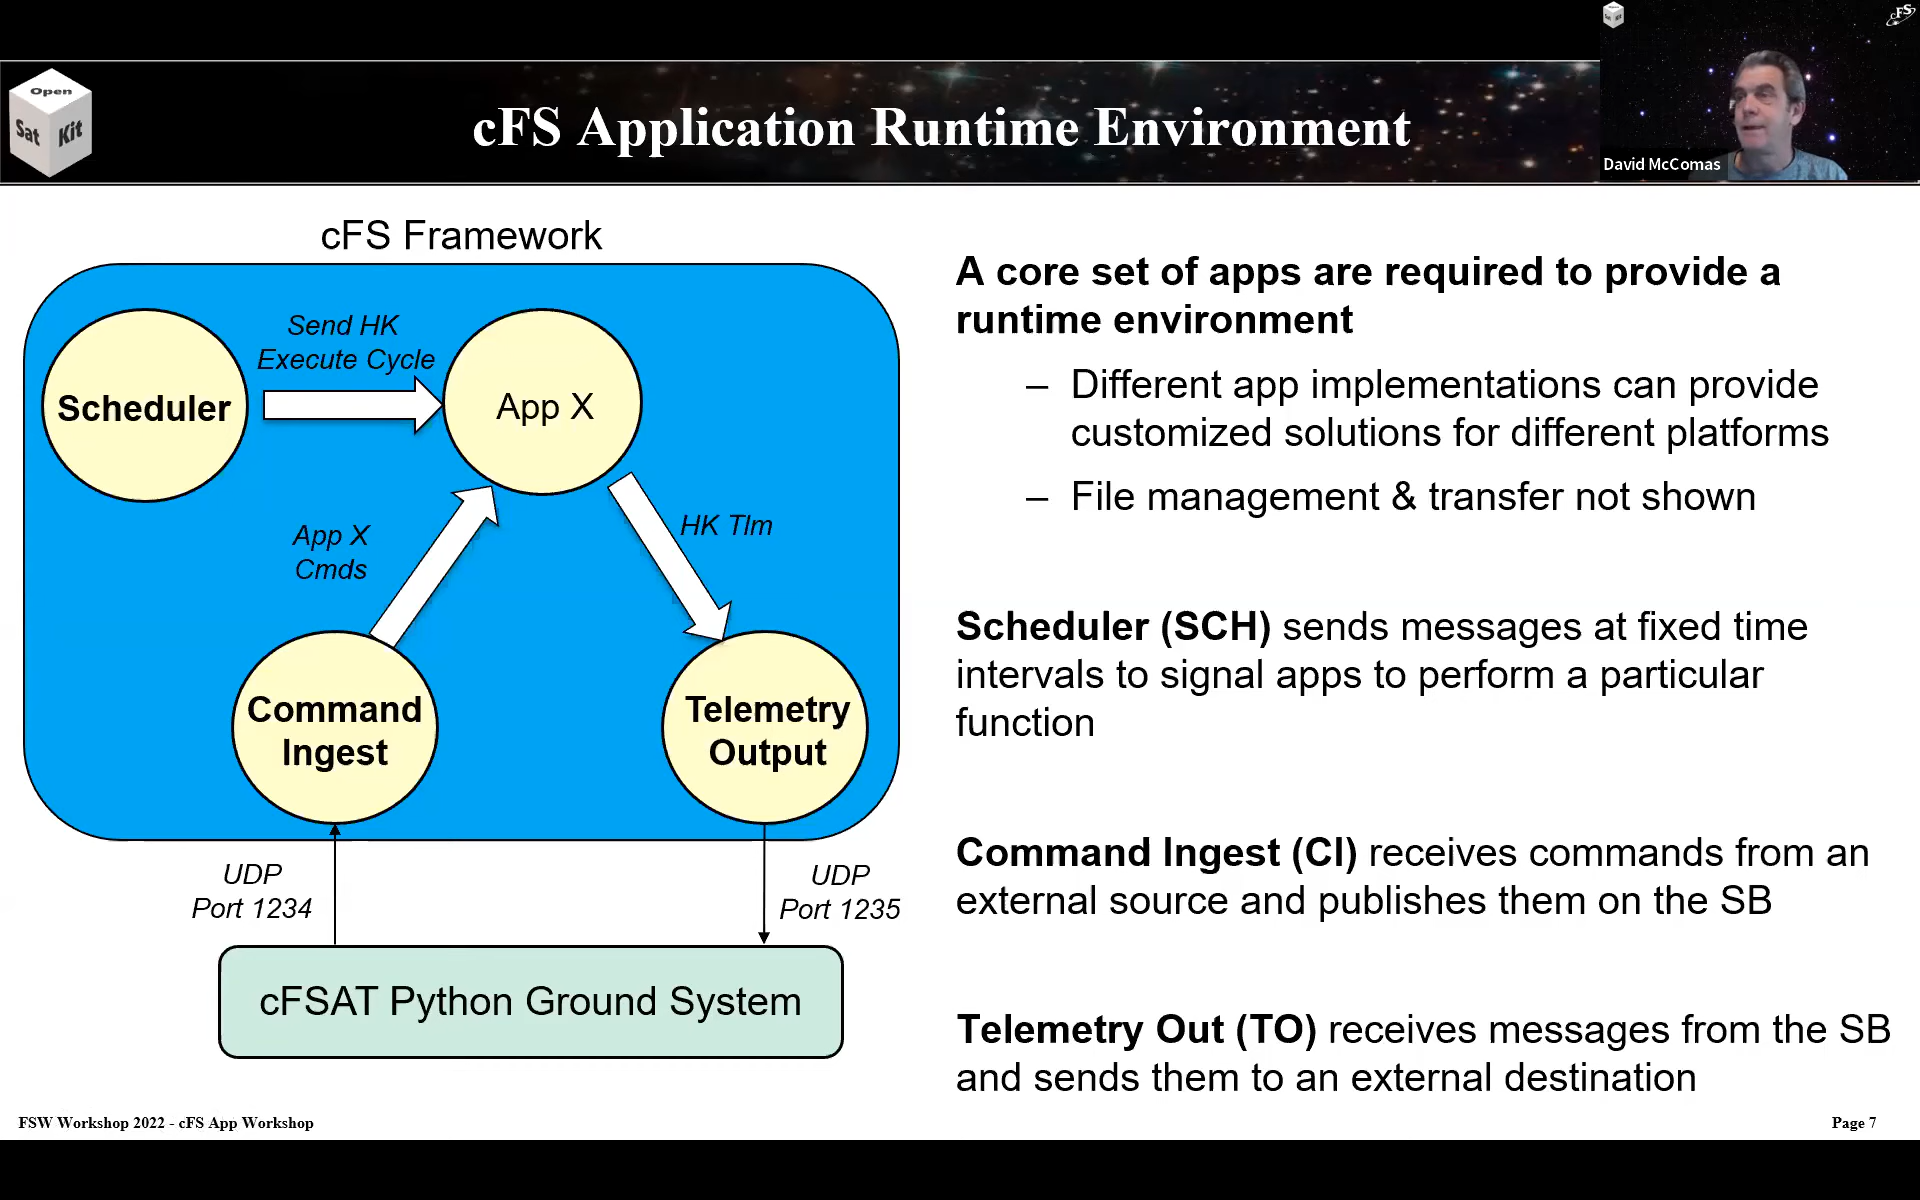 cFS
Open
Sat Kit
cFS Application Runtime Environment
David McComas
cFS Framework
Send HK
Execute Cycle
Scheduler
App X
App X
Cmds
HK Tlm
Command
Ingest
Telemetry
Output
UDP
Port 1234
UDP
Port 1235
cFSAT Python Ground System
A core set of apps are required to provide a
runtime environment
– Different app implementations can provide
customized solutions for different platforms
– File management & transfer not shown
Scheduler (SCH) sends messages at fixed time
intervals to signal apps to perform a particular
function
Command Ingest (CI) receives commands from an
external source and publishes them on the SB
Telemetry Out (TO) receives messages from the SB
and sends them to an external destination
FSW Workshop 2022 - cFS App Workshop
Page 7